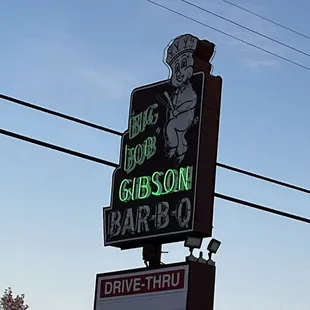 BIG
BOB
GIBSON
BAR-B-Q
DRIVE-THRU